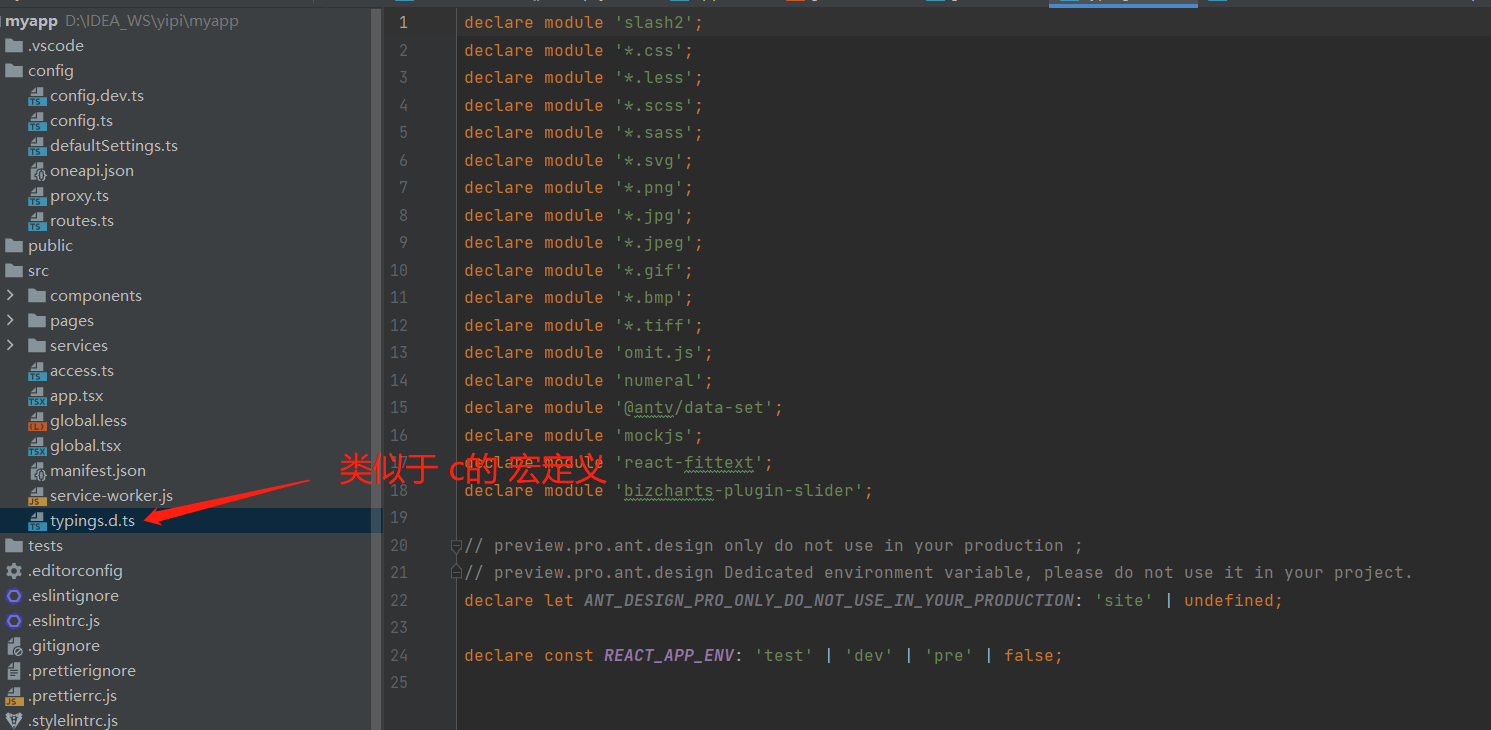 myapp D:\IDEA_WS\yipi\myapp
.vscode
config
config.dev.ts
config.ts
defaultSettings.ts
oneapi.json
proxy.ts
routes.ts
public
src
components
pages
services
access.ts
app.tsx
global.less
global.tsx
manifest.json
service-worker.js
typings.d.ts
tests
.editorconfig
.eslintignore
.eslintrc.js
.gitignore
.prettierignore
.prettierrc.js
.stylelintrc.js
类似于 c的 宏定义
1 declare module 'slash2';
2 declare module '*.css';
3 declare module '*.less';
4 declare module '*.scss';
5 declare module '*.sass';
6 declare module '*.svg';
7 declare module '*.png';
8 declare module '*.jpg';
9 declare module '*.jpeg';
10 declare module '*.gif';
11 declare module '*.bmp';
12 declare module '*.tiff';
13 declare module 'omit.js';
14 declare module 'numeral';
15 declare module '@antv/data-set';
16 declare module 'mockjs';
17 declare module 'react-fittext';
18 declare module 'bizcharts-plugin-slider';
19
20 // preview.pro.ant.design only do not use in your production ;
21 // preview.pro.ant.design Dedicated environment variable, please do not use it in your project.
22 declare let ANT_DESIGN_PRO_ONLY_DO_NOT_USE_IN_YOUR_PRODUCTION: 'site' | undefined;
23
24 declare const REACT_APP_ENV: 'test' | 'dev' | 'pre' | false;
25